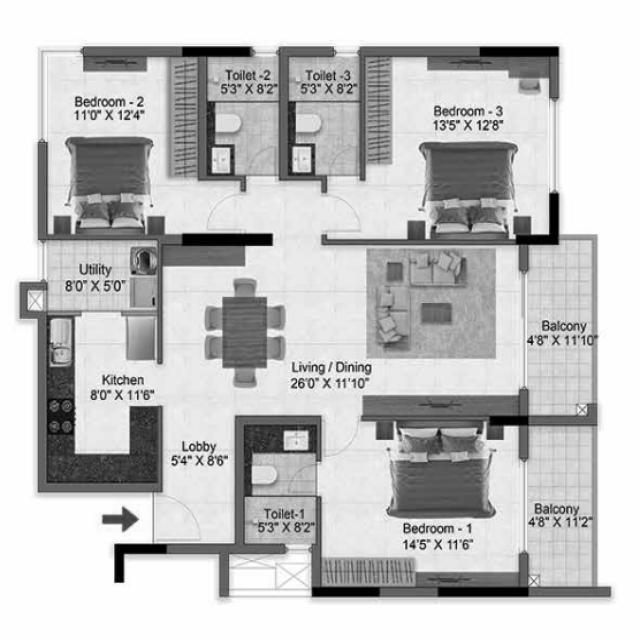 Toilet -2
5'3" X 8'2"
Toilet -3
5'3" X 8'2"
Bedroom - 2
11'0" X 12'4"
Bedroom - 3
13'5" X 12'8"
Utility
8'0" X 5'0"
Balcony
4'8" X 11'10"
Living / Dining
26'0" X 11'10"
Kitchen
8'0" X 11'6"
Lobby
5'4" X 8'6"
Toilet-1
5'3" X 8'2"
Bedroom - 1
14'5" X 11'6"
Balcony
4'8" X 11'2"